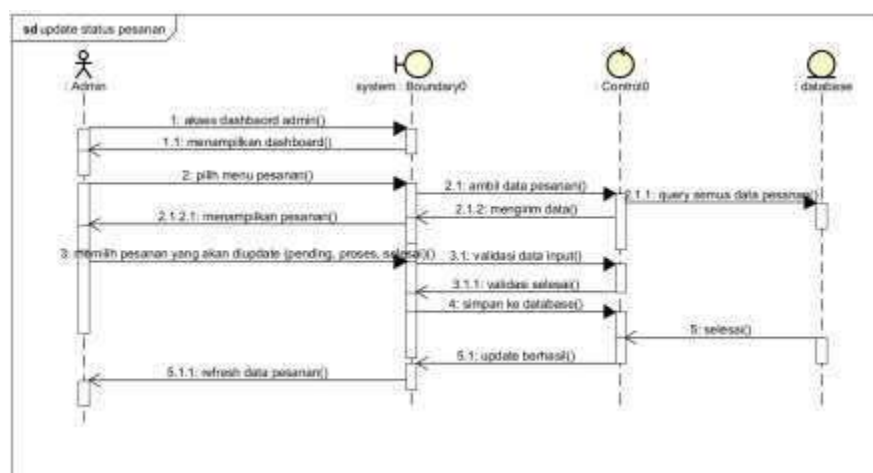 sd update status pesanan
: Admin
system : Boundary0
: Control0
: database
1: akses dashbaord admin()
1.1: menampilkan dashboard()
2: pilih menu pesanan()
2.1: ambil data pesanan()
2.1.1: query semua data pesanan()
2.1.2: mengirim data()
2.1.2.1: menampilkan pesanan()
3: memilih pesanan yang akan diupdate (pending, proses, selesai)()
3.1: validasi data input()
3.1.1: validasi selesai()
4: simpan ke database()
5: selesai()
5.1: update berhasil()
5.1.1: refresh data pesanan()